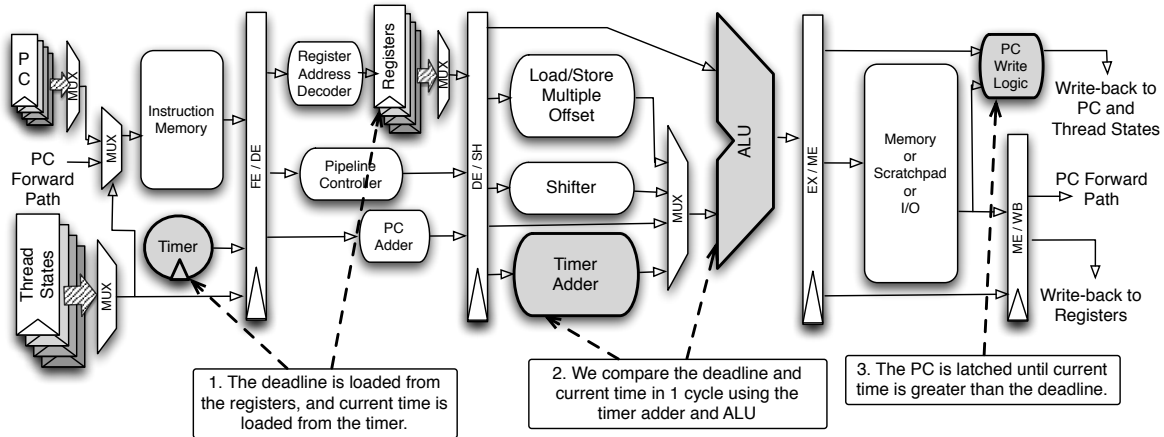 P
C
MUX
MUX
PC
Forward
Path
Thread
States
MUX
Instruction
Memory
Timer
FE / DE
Register
Address
Decoder
Registers
MUX
Pipeline
Controller
PC
Adder
DE / SH
Load/Store
Multiple
Offset
Shifter
Timer
Adder
MUX
ALU
EX / ME
Memory
or
Scratchpad
or
I/O
PC
Write
Logic
ME / WB
Write-back to
PC and
Thread States
PC Forward
Path
Write-back to
Registers
1. The deadline is loaded from
the registers, and current time is
loaded from the timer.
2. We compare the deadline and
current time in 1 cycle using the
timer adder and ALU
3. The PC is latched until current
time is greater than the deadline.